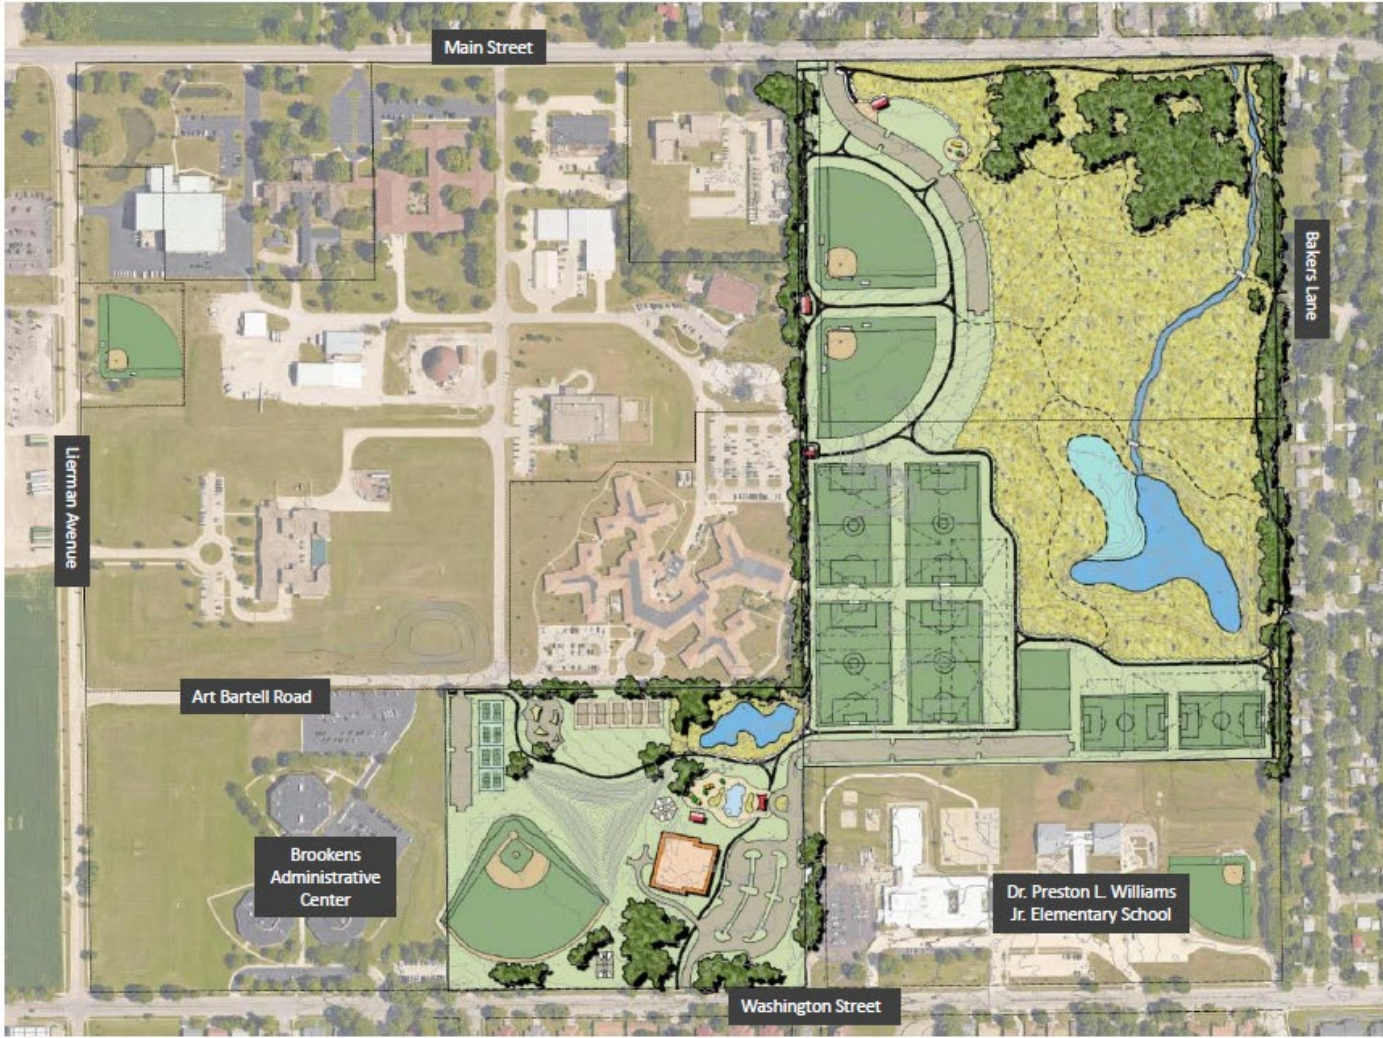 Main Street
Bakers Lane
Lierman Avenue
Art Bartell Road
Brookens
Administrative
Center
Dr. Preston L. Williams
Jr. Elementary School
Washington Street